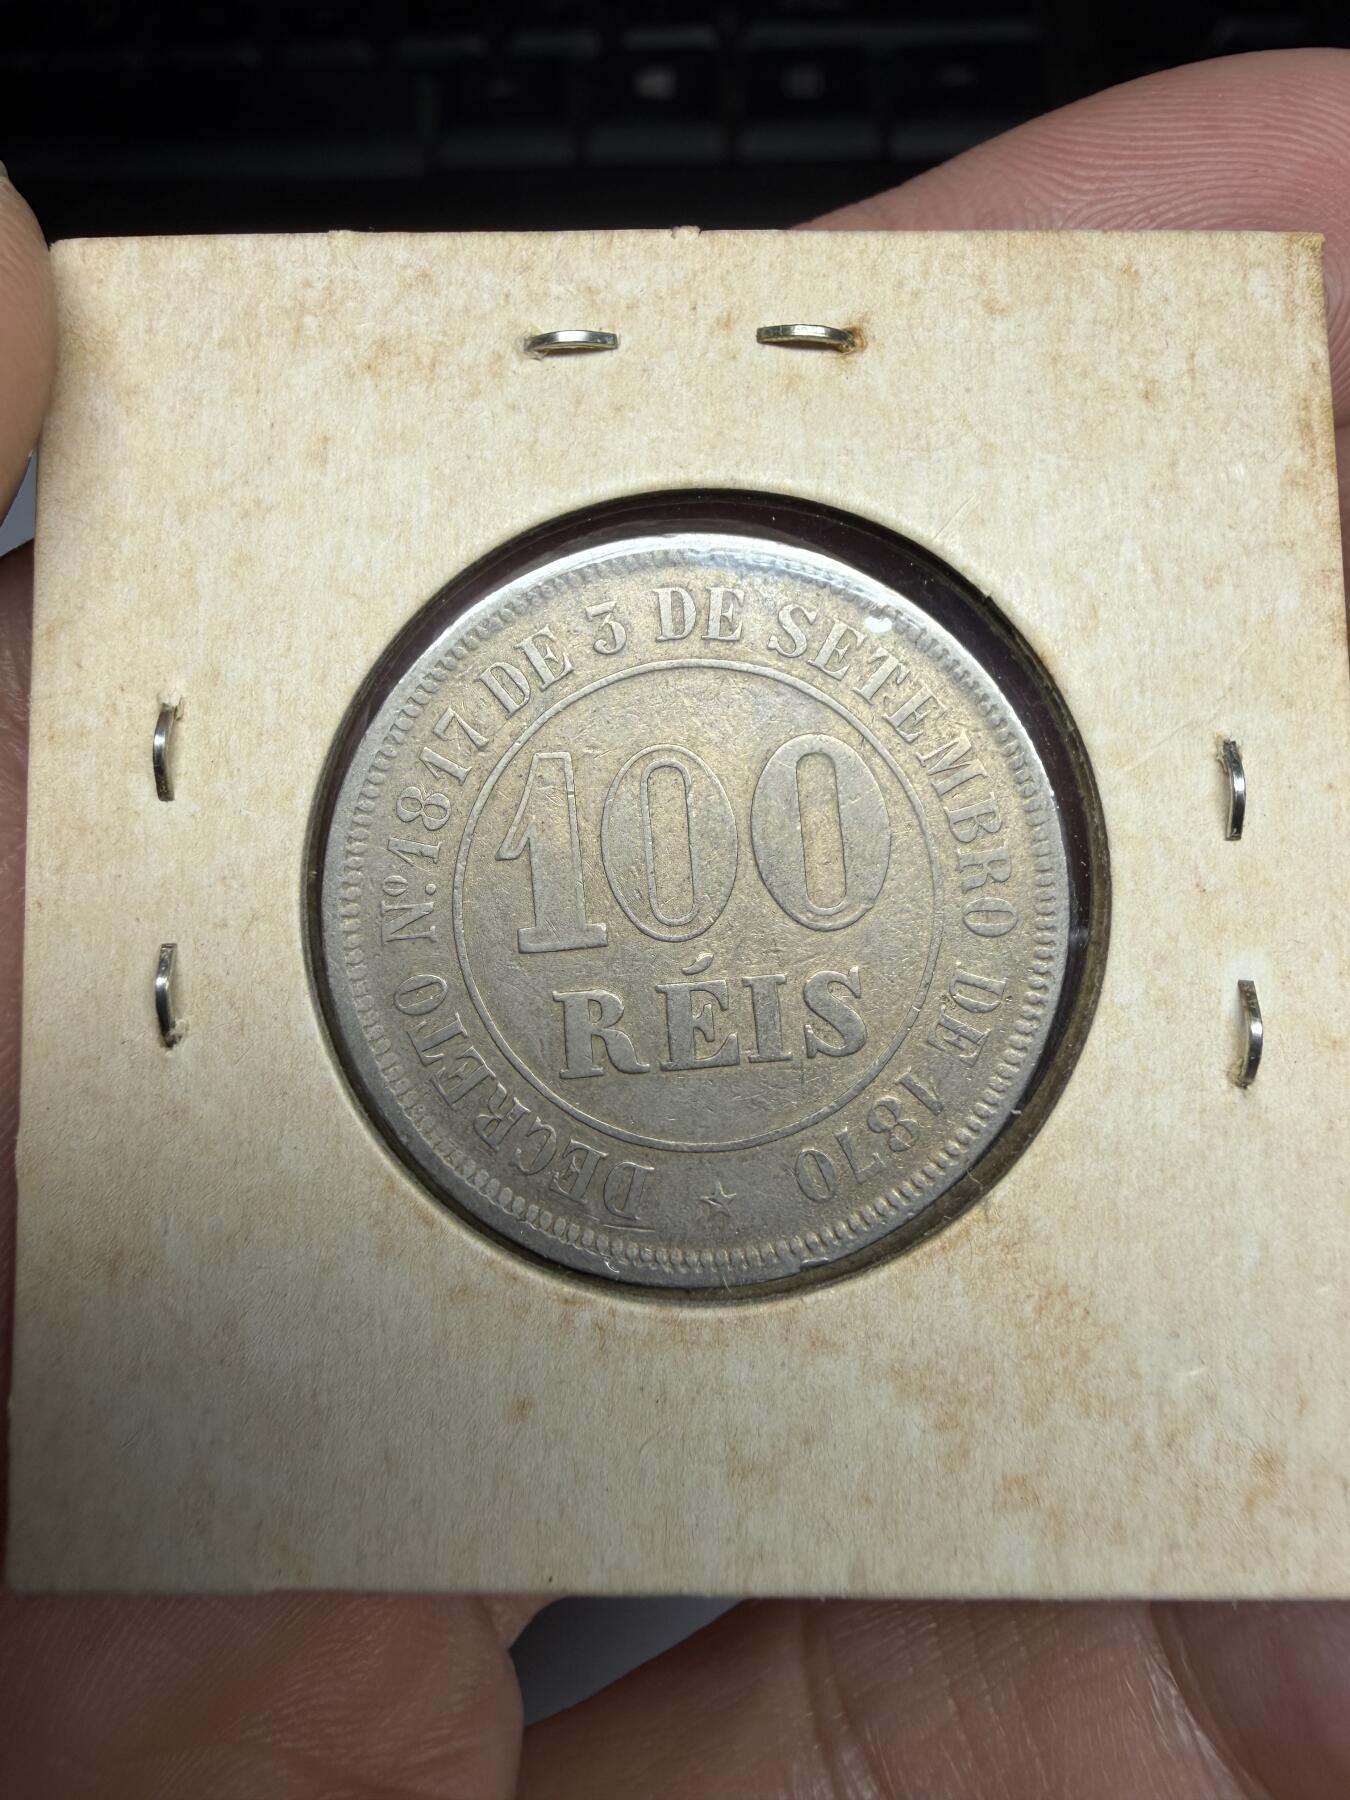 DECRETO Nº. 1817 DE 3 DE SETEMBRO DE 1870
100
RÉIS